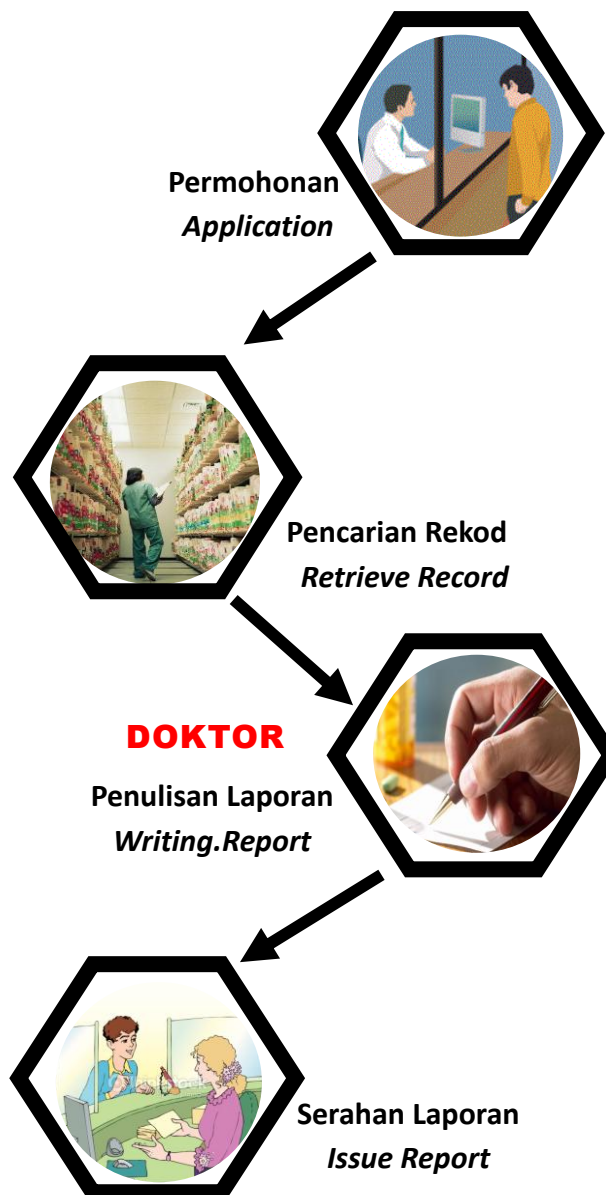 Permohonan
Application
Pencarian Rekod
Retrieve Record
DOKTOR
Penulisan Laporan
Writing.Report
Serahan Laporan
Issue Report